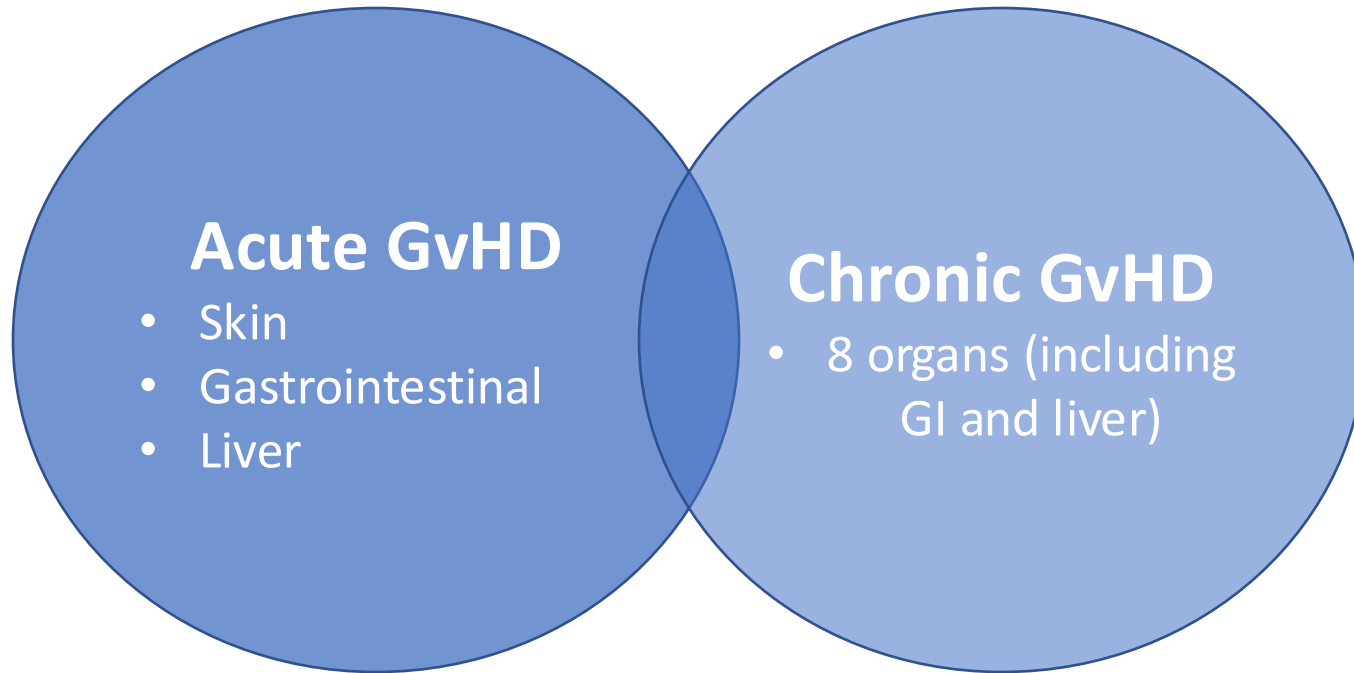 Acute GvHD
• Skin
• Gastrointestinal
• Liver
Chronic GvHD
• 8 organs (including
GI and liver)